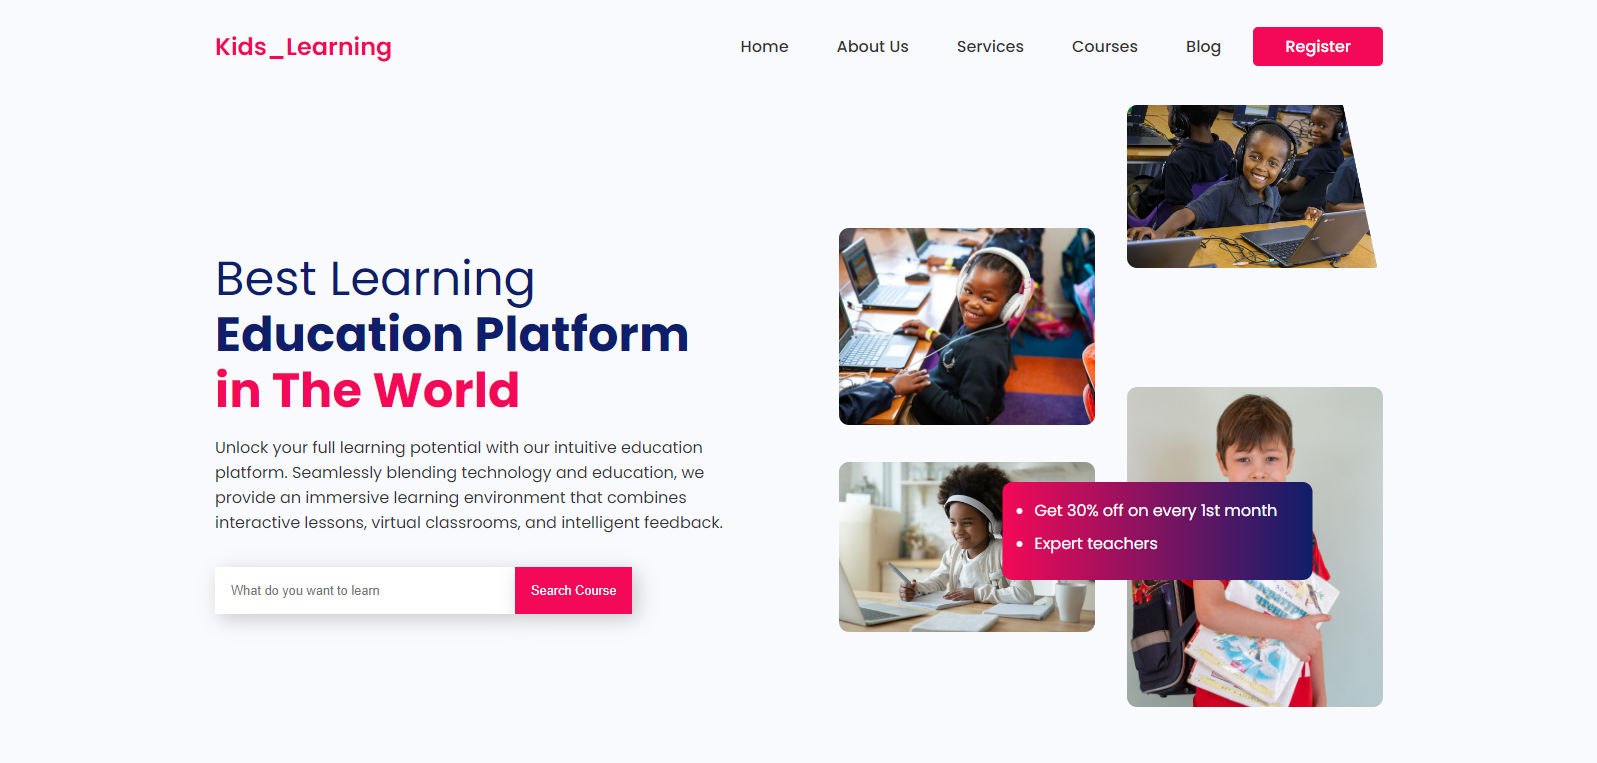 Kids_Learning
Home
About Us
Services
Courses
Blog
Register
Best Learning
Education Platform
in The World
Unlock your full learning potential with our intuitive education
platform. Seamlessly blending technology and education, we
provide an immersive learning environment that combines
interactive lessons, virtual classrooms, and intelligent feedback.
What do you want to learn
Search Course
Get 30% off on every 1st month
Expert teachers